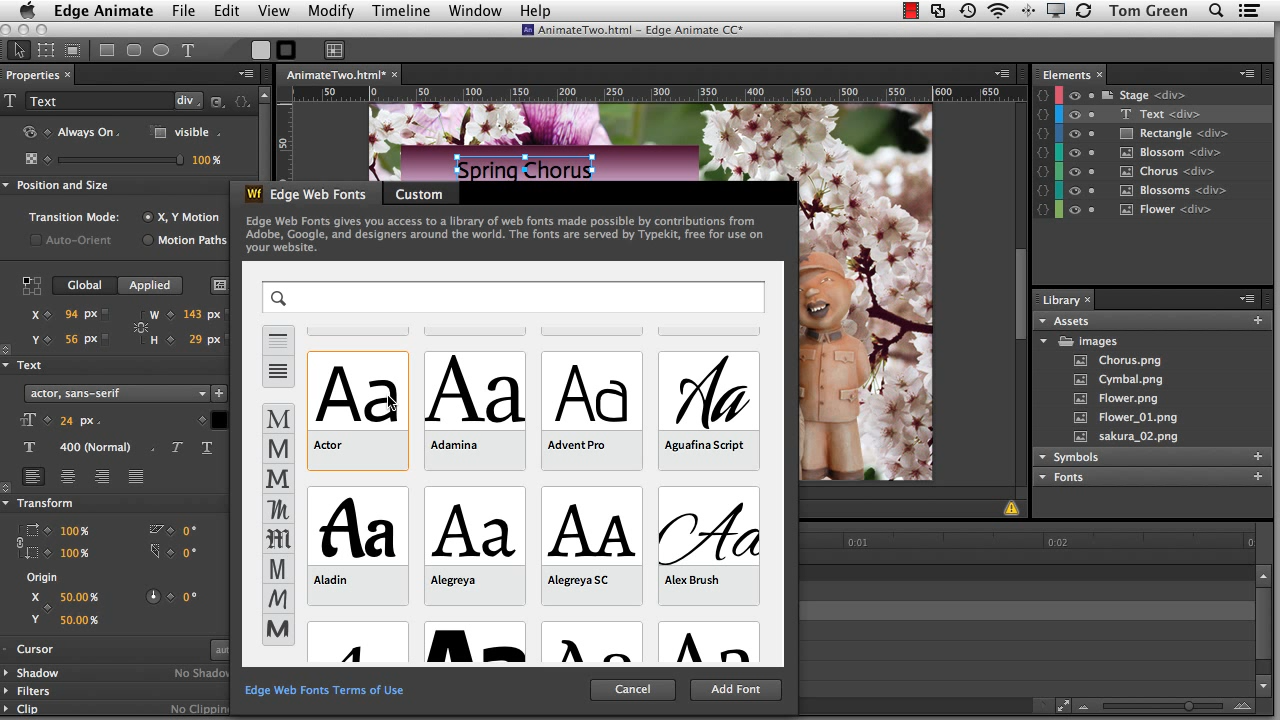 Edge Animate File Edit View Modify Timeline Window Help Tom Green
An AnimateTwo.html – Edge Animate CC*
T
Properties × AnimateTwo.html* × Elements ×
T Text div
50 0 50 100 150 200 250 300 350 400 450 500 550 600 650
Stage <div>
T Text <div>
Always On visible
Rectangle <div>
50
100%
Blossom <div>
Spring Chorus
Chorus <div>
Position and Size
Blossoms <div>
Wf Edge Web Fonts Custom
Flower <div>
Transition Mode: X, Y Motion
Edge Web Fonts gives you access to a library of web fonts made possible by contributions from
Adobe, Google, and designers around the world. The fonts are served by Typekit, free for use on
your website.
Auto-Orient Motion Paths
Global Applied
Library ×
X 94 px W 143 px
Assets
Y 56 px H 29 px
images
Chorus.png
Text
Cymbal.png
actor, sans-serif
Flower.png
24 px
Flower_01.png
T 400 (Normal) T T
sakura_02.png
Symbols
Fonts
Aa Aa Aa Aa
Actor Adamina Advent Pro Aguafina Script
M
M
M
M
M
M
M
M
Transform
100% 0°
100% 0°
0:01 0:02 0:
Aa Aa Aa Aa
Aladin Alegreya Alegreya SC Alex Brush
Origin
X 50.00% 0°
Y 50.00%
Cursor au
Shadow No Shadow
Filters
Clip No Clipping
Edge Web Fonts Terms of Use Cancel Add Font